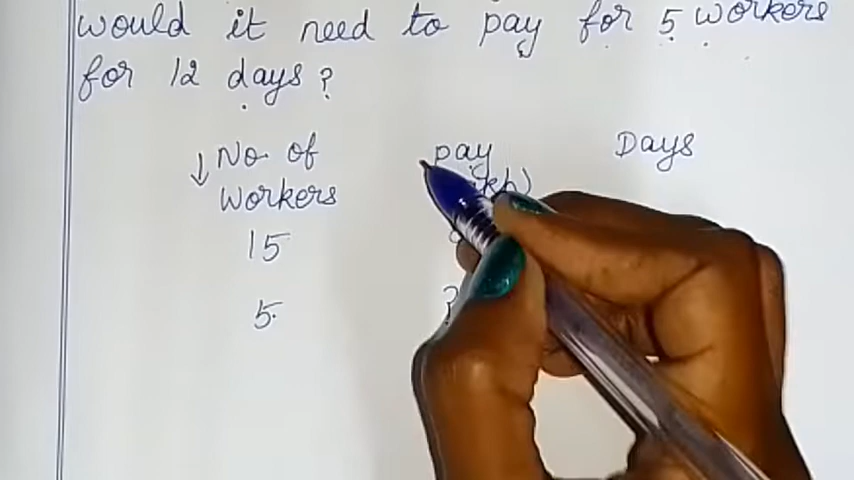 would it need to pay for 5 workers
for 12 days?
↓ No. of pay Days
workers
15
5 ?